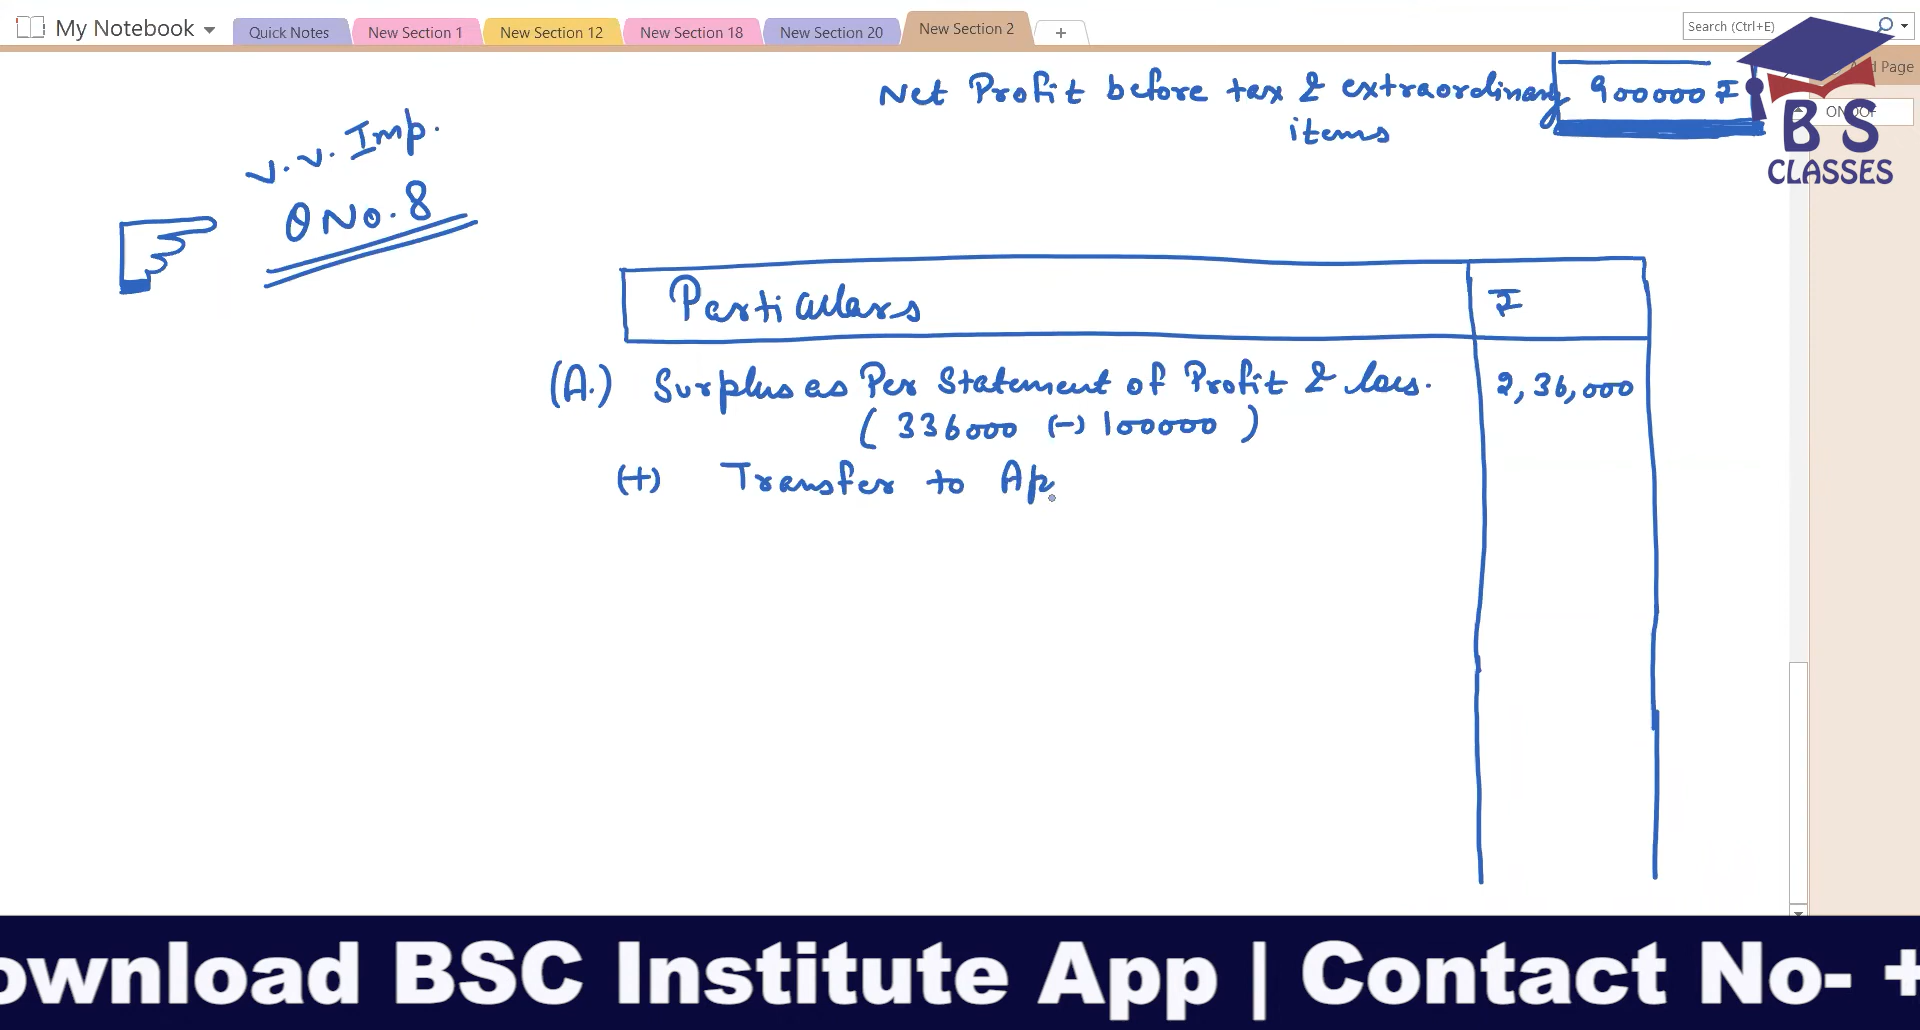 My Notebook
Quick Notes
New Section 1
New Section 12
New Section 18
New Section 20
New Section 2
+
Search (Ctrl+E)
d Page
B S
CLASSES
Net Profit before tax & extraordinary 900000 ₹
items
V.V. Imp.
Q No. 8
Particulars ₹
(A.) Surplus as Per Statement of Profit & loss. 2,36,000
( 336000 (-) 100000 )
(+) Transfer to Ap
ownload BSC Institute App | Contact No- +